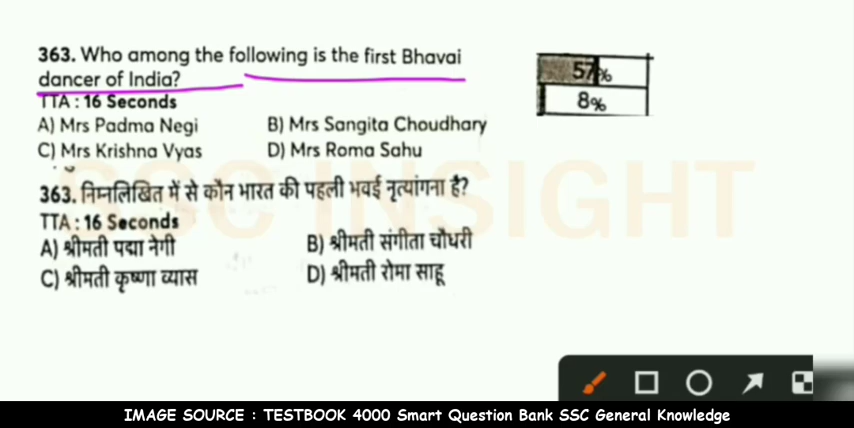 363. Who among the following is the first Bhavai
dancer of India?
57%
8%
TTA : 16 Seconds
A) Mrs Padma Negi B) Mrs Sangita Choudhary
C) Mrs Krishna Vyas D) Mrs Roma Sahu
SSC INSIGHT
363. निम्नलिखित में से कौन भारत की पहली भवई नृत्यांगना है?
TTA : 16 Seconds
A) श्रीमती पद्मा नेगी B) श्रीमती संगीता चौधरी
C) श्रीमती कृष्णा व्यास D) श्रीमती रोमा साहू
IMAGE SOURCE : TESTBOOK 4000 Smart Question Bank SSC General Knowledge